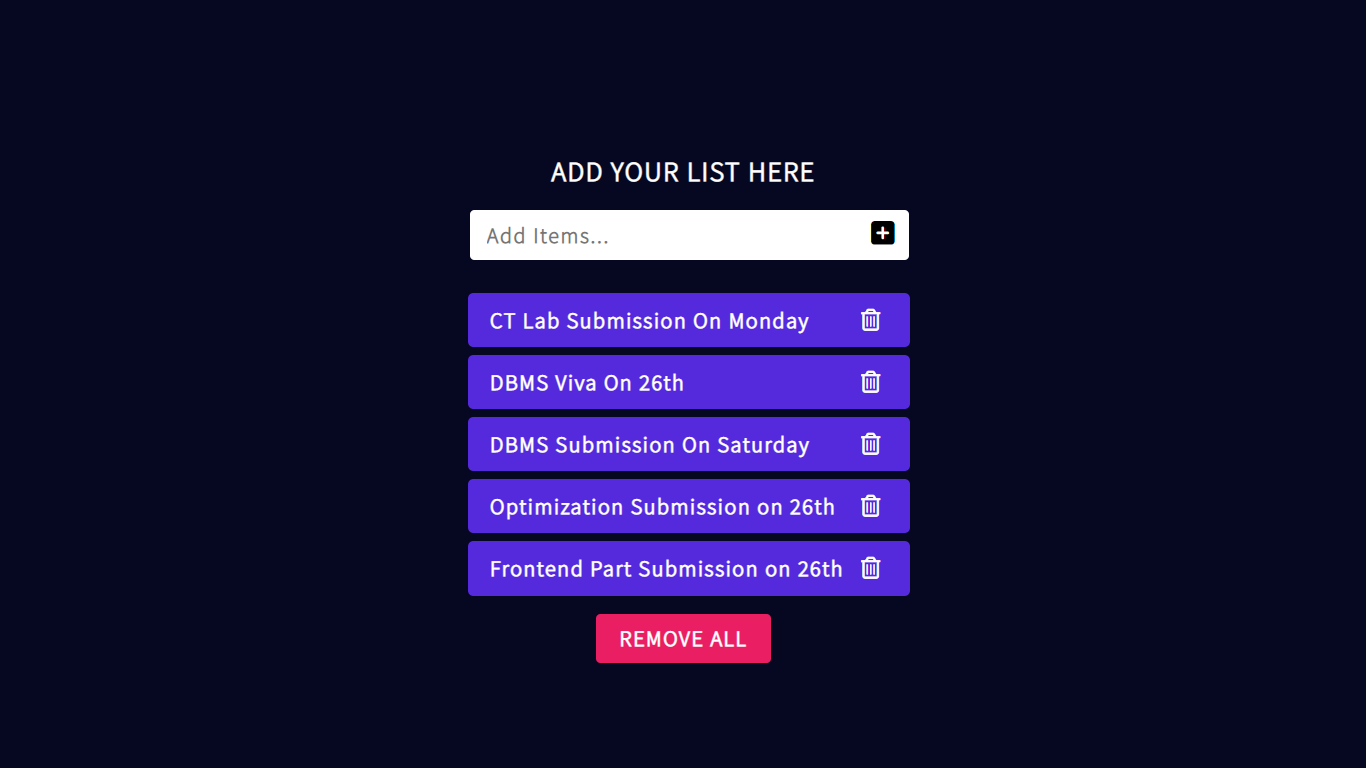 ADD YOUR LIST HERE
Add Items...
CT Lab Submission On Monday
DBMS Viva On 26th
DBMS Submission On Saturday
Optimization Submission on 26th
Frontend Part Submission on 26th
REMOVE ALL